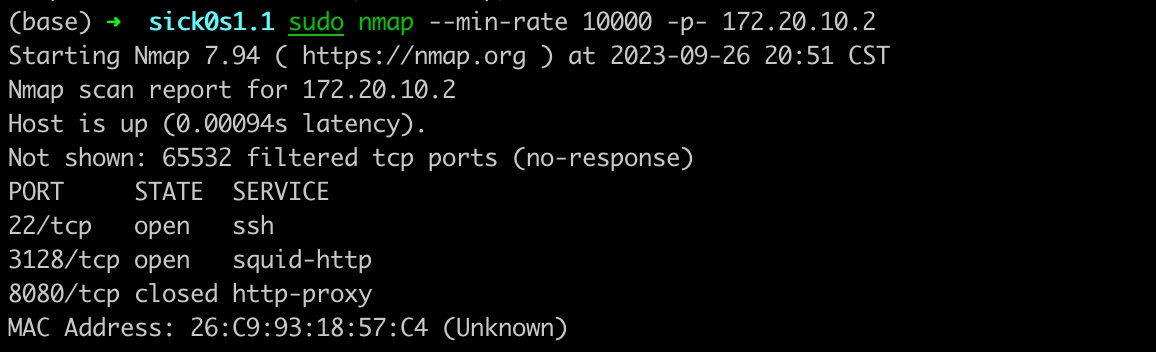 (base) ➜  sick0s1.1 sudo nmap --min-rate 10000 -p- 172.20.10.2
Starting Nmap 7.94 ( https://nmap.org ) at 2023-09-26 20:51 CST
Nmap scan report for 172.20.10.2
Host is up (0.00094s latency).
Not shown: 65532 filtered tcp ports (no-response)
PORT     STATE  SERVICE
22/tcp   open   ssh
3128/tcp open   squid-http
8080/tcp closed http-proxy
MAC Address: 26:C9:93:18:57:C4 (Unknown)